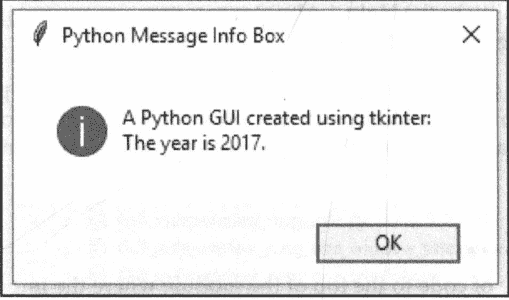 Python Message Info Box
A Python GUI created using tkinter:
The year is 2017.
OK